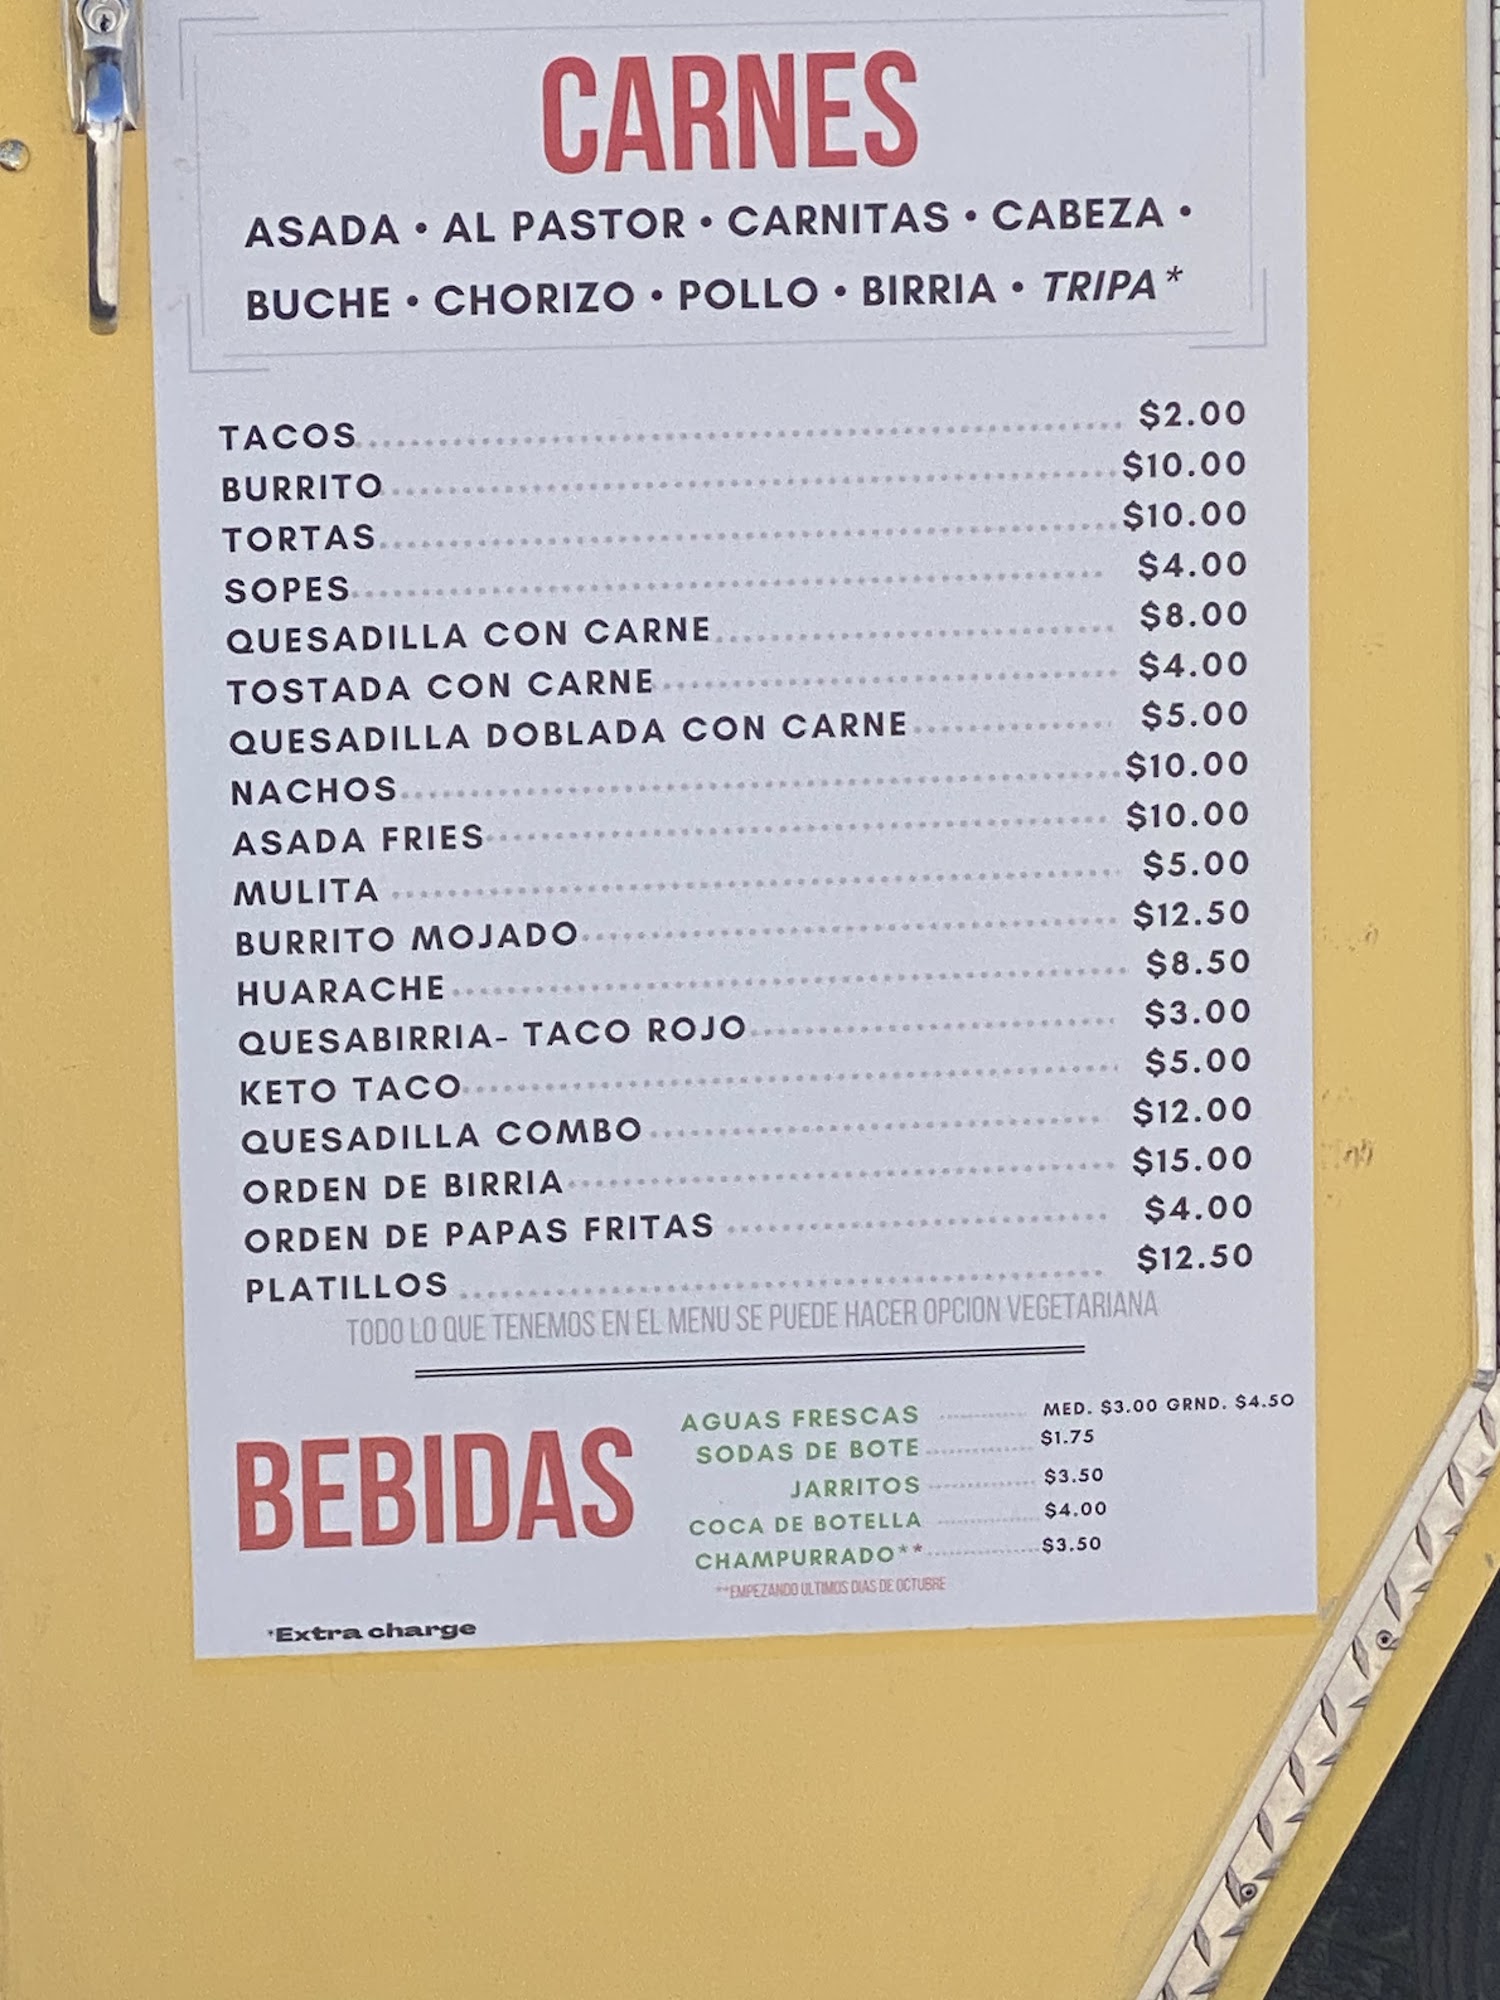 CARNES
ASADA • AL PASTOR • CARNITAS • CABEZA •
BUCHE • CHORIZO • POLLO • BIRRIA • TRIPA*
TACOS $2.00
BURRITO $10.00
TORTAS $10.00
SOPES $4.00
QUESADILLA CON CARNE $8.00
TOSTADA CON CARNE $4.00
QUESADILLA DOBLADA CON CARNE $5.00
NACHOS $10.00
ASADA FRIES $10.00
MULITA $5.00
BURRITO MOJADO $12.50
HUARACHE $8.50
QUESABIRRIA- TACO ROJO $3.00
KETO TACO $5.00
QUESADILLA COMBO $12.00
ORDEN DE BIRRIA $15.00
ORDEN DE PAPAS FRITAS $4.00
PLATILLOS $12.50
TODO LO QUE TENEMOS EN EL MENU SE PUEDE HACER OPCION VEGETARIANA
BEBIDAS
AGUAS FRESCAS MED. $3.00 GRND. $4.50
SODAS DE BOTE $1.75
JARRITOS $3.50
COCA DE BOTELLA $4.00
CHAMPURRADO** $3.50
**EMPEZANDO ULTIMOS DIAS DE OCTUBRE
*Extra charge